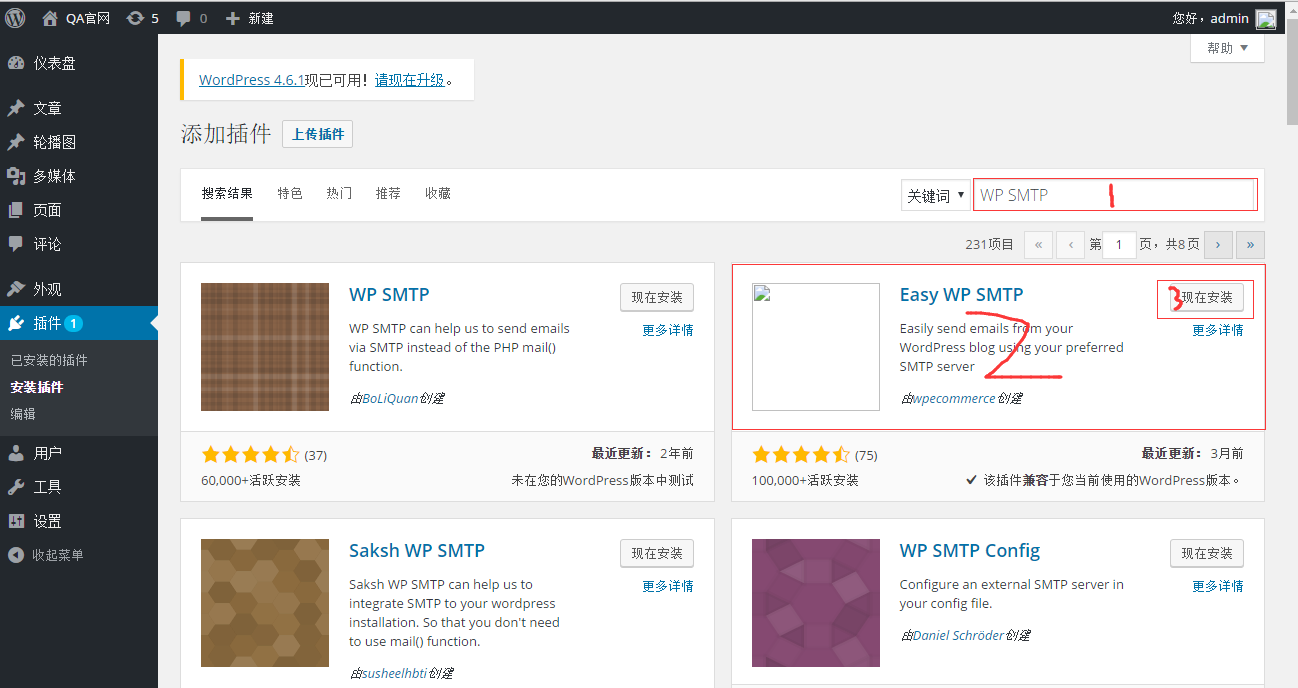 QA官网 5 0 新建 您好，admin
帮助
仪表盘
文章
轮播图
多媒体
页面
评论
外观
插件 1
已安装的插件
安装插件
编辑
用户
工具
设置
收起菜单
WordPress 4.6.1现已可用！请现在升级。
添加插件 上传插件
搜索结果 特色 热门 推荐 收藏 关键词 WP SMTP 1
231项目 « ‹ 第 1 页，共8页 › »
WP SMTP 现在安装
更多详情
WP SMTP can help us to send emails
via SMTP instead of the PHP mail()
function.
由BoLiQuan创建
(37) 最近更新： 2年前
60,000+活跃安装 未在您的WordPress版本中测试
Easy WP SMTP 3 现在安装
更多详情
Easily send emails from your
WordPress blog using your preferred
SMTP server
2
由wpecommerce创建
(75) 最近更新： 3月前
100,000+活跃安装 ✔ 该插件兼容于您当前使用的WordPress版本。
Saksh WP SMTP 现在安装
更多详情
Saksh WP SMTP can help us to
integrate SMTP to your wordpress
installation. So that you don't need
to use mail() function.
由susheelhbti创建
WP SMTP Config 现在安装
更多详情
Configure an external SMTP server in
your config file.
由Daniel Schröder创建